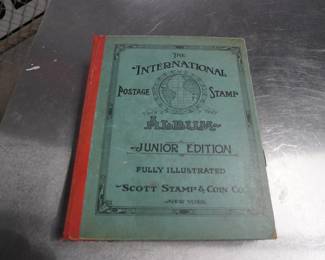 THE
INTERNATIONAL
POSTAGE STAMP
ALBUM
JUNIOR EDITION
FULLY ILLUSTRATED
SCOTT STAMP & COIN CO.
NEW YORK